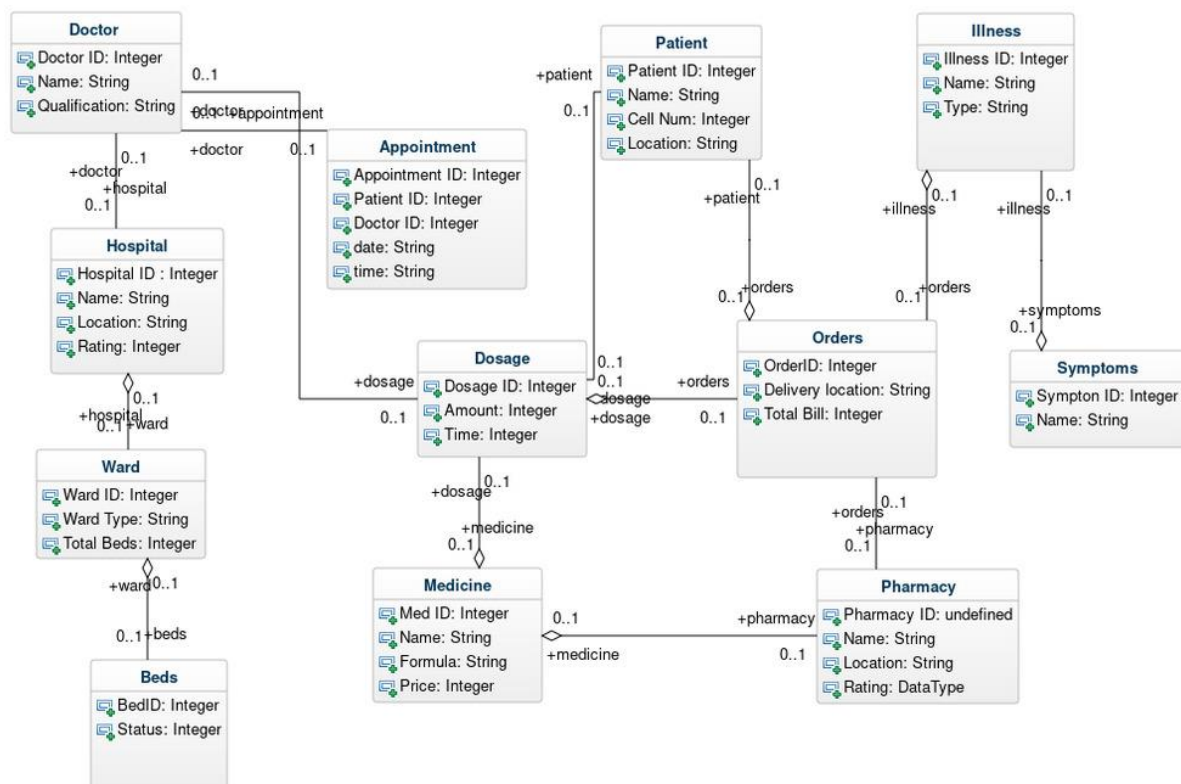 Doctor
Doctor ID: Integer
Name: String
Qualification: String
0..1
+doctor
0..1
+appointment
+doctor
0..1
Appointment
Appointment ID: Integer
Patient ID: Integer
Doctor ID: Integer
date: String
time: String
Patient
Patient ID: Integer
Name: String
Cell Num: Integer
Location: String
+patient
0..1
Illness
Illness ID: Integer
Name: String
Type: String
0..1
+doctor
+hospital
0..1
0..1
+patient
+orders
0..1
0..1
+illness
+orders
0..1
0..1
+illness
+symptoms
0..1
Hospital
Hospital ID : Integer
Name: String
Location: String
Rating: Integer
Dosage
Dosage ID: Integer
Amount: Integer
Time: Integer
+dosage
0..1
0..1
0..1
+dosage
+dosage
+orders
0..1
Orders
OrderID: Integer
Delivery location: String
Total Bill: Integer
Symptoms
Sympton ID: Integer
Name: String
0..1
+hospital
0..1
+ward
Ward
Ward ID: Integer
Ward Type: String
Total Beds: Integer
0..1
+dosage
+medicine
0..1
0..1
+orders
+pharmacy
0..1
+ward
0..1
0..1
+beds
Beds
BedID: Integer
Status: Integer
Medicine
Med ID: Integer
Name: String
Formula: String
Price: Integer
0..1
+medicine
+pharmacy
0..1
Pharmacy
Pharmacy ID: undefined
Name: String
Location: String
Rating: DataType